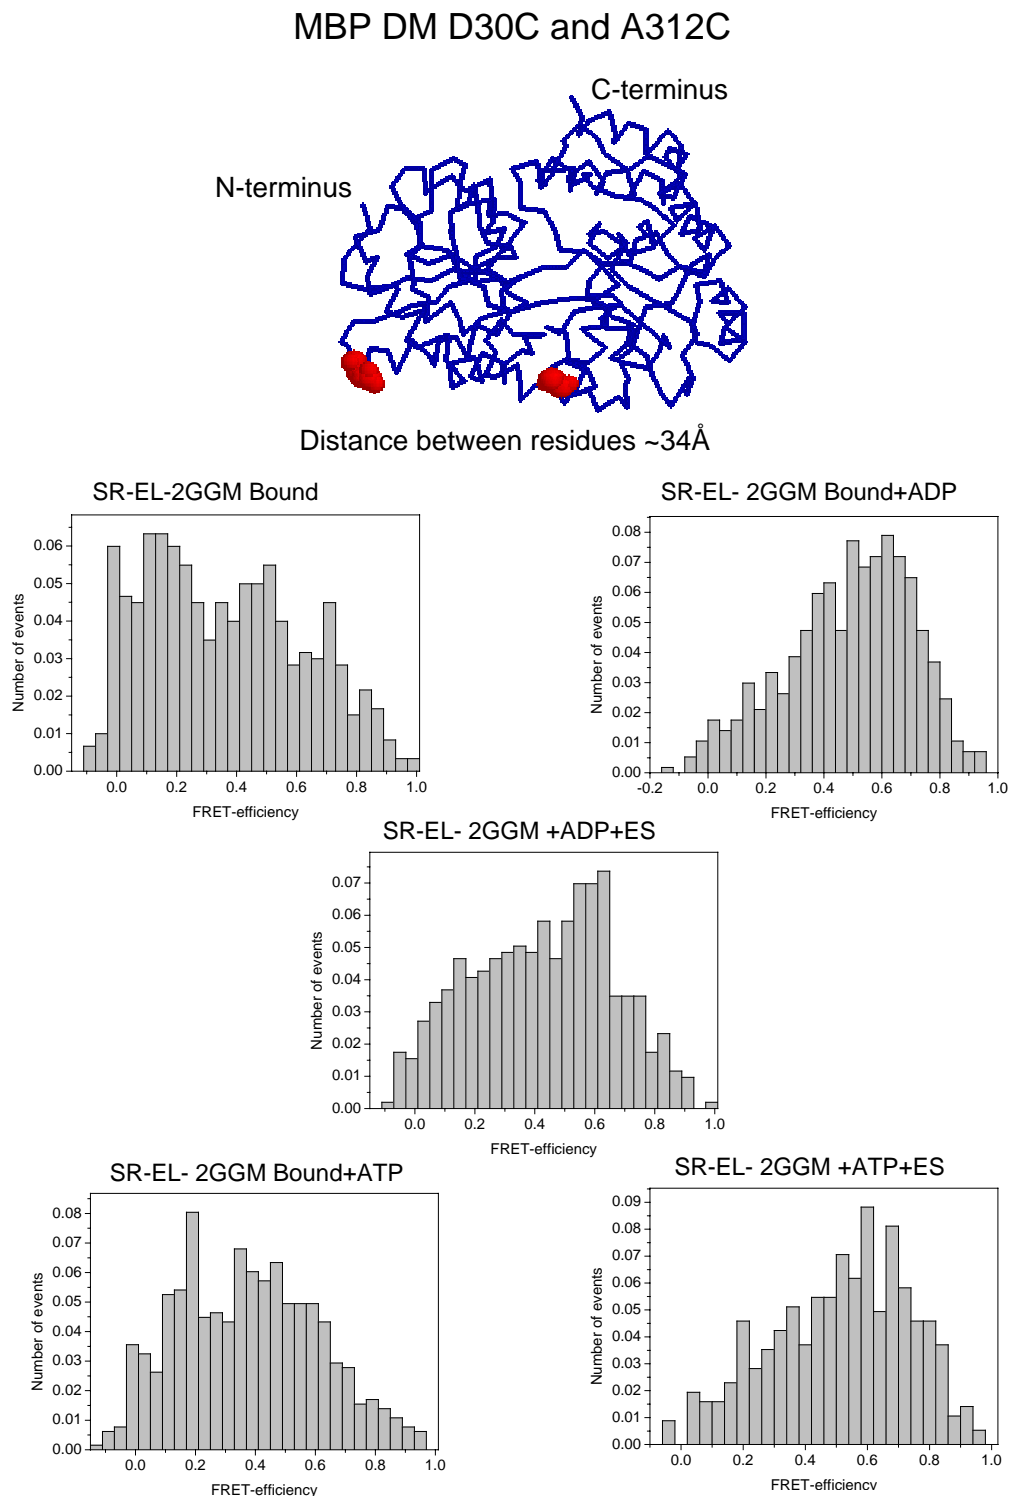 MBP DM D30C and A312C
C-terminus
N-terminus
Distance between residues ~34Å
SR-EL-2GGM Bound
Number of events
0.06
0.05
0.04
0.03
0.02
0.01
0.00
0.0 0.2 0.4 0.6 0.8 1.0
FRET-efficiency
SR-EL- 2GGM Bound+ADP
Number of events
0.08
0.07
0.06
0.05
0.04
0.03
0.02
0.01
0.00
-0.2 0.0 0.2 0.4 0.6 0.8 1.0
FRET-efficiency
SR-EL- 2GGM +ADP+ES
Number of events
0.07
0.06
0.05
0.04
0.03
0.02
0.01
0.00
0.0 0.2 0.4 0.6 0.8 1.0
FRET-efficiency
SR-EL- 2GGM Bound+ATP
Number of events
0.08
0.07
0.06
0.05
0.04
0.03
0.02
0.01
0.00
0.0 0.2 0.4 0.6 0.8 1.0
FRET-efficiency
SR-EL- 2GGM +ATP+ES
Number of events
0.09
0.08
0.07
0.06
0.05
0.04
0.03
0.02
0.01
0.00
0.0 0.2 0.4 0.6 0.8 1.0
FRET-efficiency